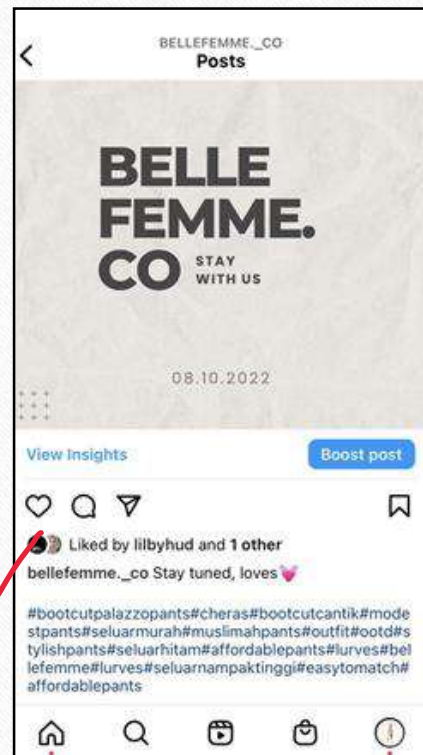 BELLEFEMME._CO
Posts
BELLE
FEMME.
CO STAY
WITH US
08.10.2022
View Insights
Boost post
Liked by lilbyhud and 1 other
bellefemme._co Stay tuned, loves💓
#bootcutpalazzopants#cheras#bootcutcantik#mode
stpants#seluarmurah#muslimahpants#outfit#ootd#s
tylishpants#seluarhitam#affordablepants#lurves#bel
lefemme#lurves#seluarnampaktinggi#easytomatch#
affordablepants